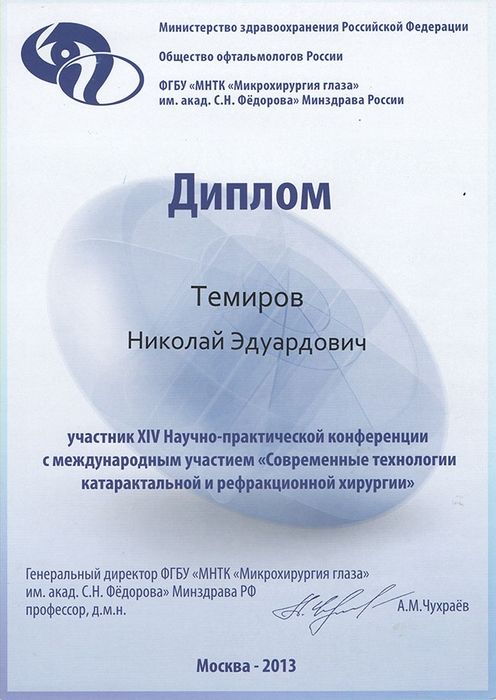 Министерство здравоохранения Российской Федерации
Общество офтальмологов России
ФГБУ «МНТК «Микрохирургия глаза»
им. акад. С.Н. Фёдорова» Минздрава России
Диплом
Темиров
Николай Эдуардович
участник XIV Научно-практической конференции
с международным участием «Современные технологии
катарактальной и рефракционной хирургии»
Генеральный директор ФГБУ «МНТК «Микрохирургия глаза»
им. акад. С.Н. Фёдорова» Минздрава РФ
профессор, д.м.н.
А.М.Чухраёв
Москва - 2013